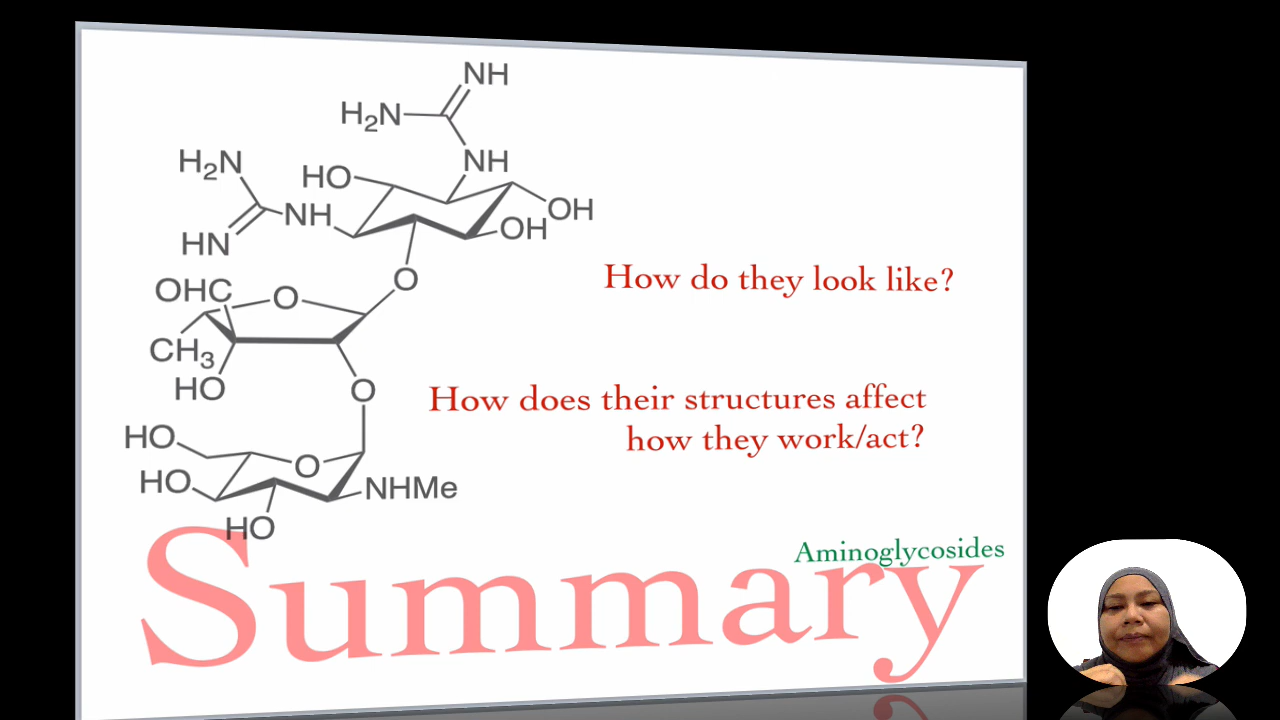 NH
H₂N
NH
H₂N
HO
NH
OH
OH
HN
O
OHC
O
CH₃
HO
O
HO
O
HO
NHMe
HO
How do they look like?
How does their structures affect
how they work/act?
Aminoglycosides
Summary